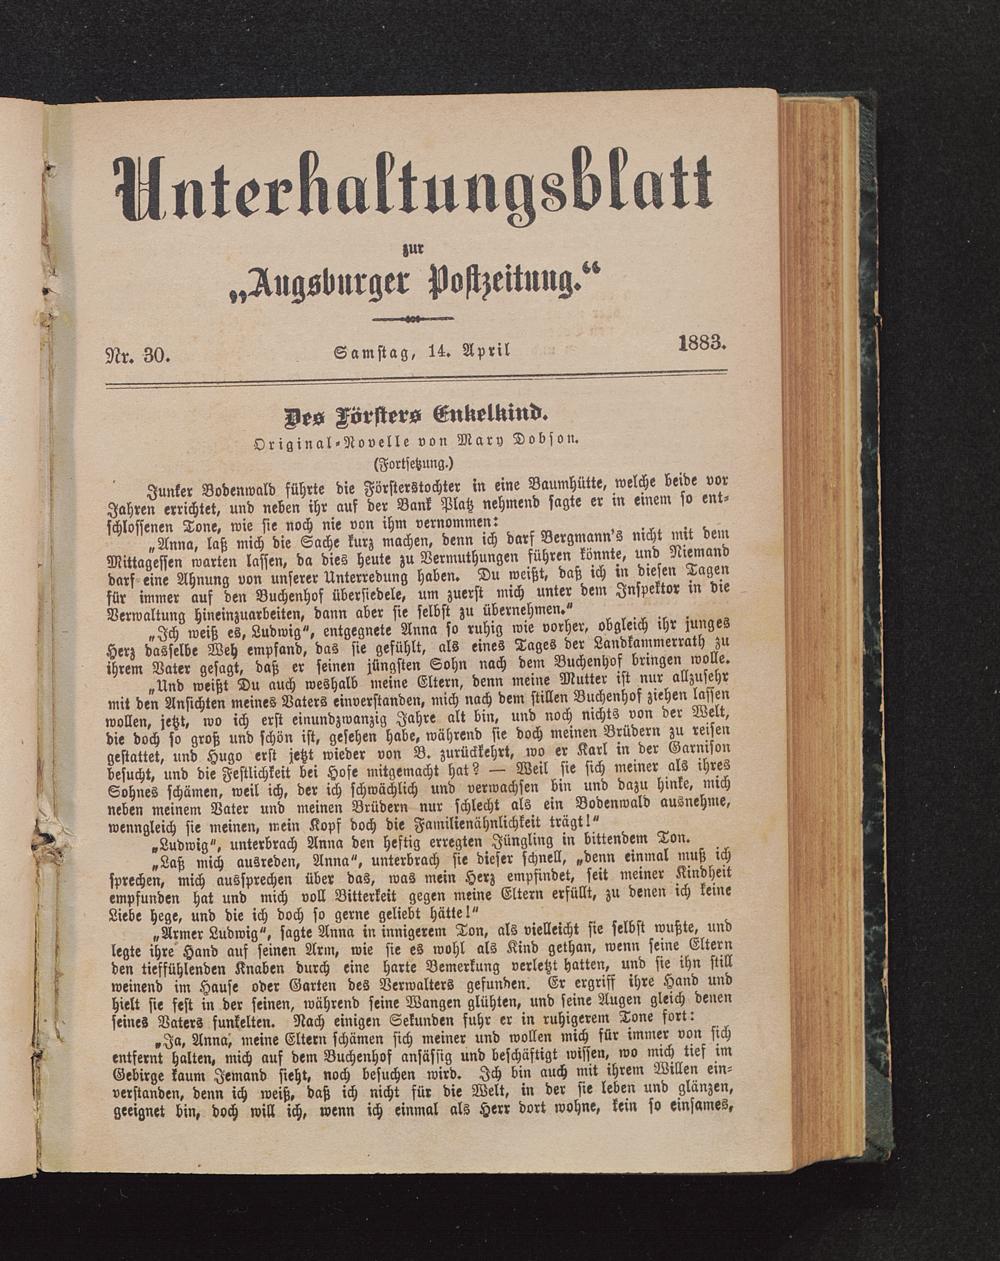 Unterhaltungsblatt
zur
„Augsburger Postzeitung.“
Nr. 30. Samstag, 14. April 1883.
Des Försters Enkelkind.
Original-Novelle von Mary Dobson.
(Fortsetzung.)
Junker Bodenwald führte die Försterstochter in eine Baumhütte, welche beide vor
Jahren errichtet, und neben ihr auf der Bank Platz nehmend sagte er in einem so ent-
schlossenen Tone, wie sie noch nie von ihm vernommen:
„Anna, laß mich die Sache kurz machen, denn ich darf Bergmann's nicht mit dem
Mittagessen warten lassen, da dies heute zu Vermuthungen führen könnte, und Niemand
darf eine Ahnung von unserer Unterredung haben. Du weißt, daß ich in diesen Tagen
für immer auf den Buchenhof übersiedele, um zuerst mich unter dem Inspektor in die
Verwaltung hineinzuarbeiten, dann aber sie selbst zu übernehmen.“
„Ich weiß es, Ludwig“, entgegnete Anna so ruhig wie vorher, obgleich ihr junges
Herz dasselbe Weh empfand, das sie gefühlt, als eines Tages der Landkammerrath zu
ihrem Vater gesagt, daß er seinen jüngsten Sohn nach dem Buchenhof bringen wolle.
„Und weißt Du auch weshalb meine Eltern, denn meine Mutter ist nur allzusehr
mit den Ansichten meines Vaters einverstanden, mich nach dem stillen Buchenhof ziehen lassen
wollen, jetzt, wo ich erst einundzwanzig Jahre alt bin, und noch nichts von der Welt,
die doch so groß und schön ist, gesehen habe, während sie doch meinen Brüdern zu reisen
gestattet, und Hugo erst jetzt wieder von B. zurückkehrt, wo er Karl in der Garnison
besucht, und die Festlichkeit bei Hofe mitgemacht hat? — Weil sie sich meiner als ihres
Sohnes schämen, weil ich, der ich schwächlich und verwachsen bin und dazu hinke, mich
neben meinem Vater und meinen Brüdern nur schlecht als ein Bodenwald ausnehme,
wenngleich sie meinen, mein Kopf doch die Familienähnlichkeit trägt!“
„Ludwig“, unterbrach Anna den heftig erregten Jüngling in bittendem Ton.
„Laß mich ausreden, Anna“, unterbrach sie dieser schnell, „denn einmal muß ich
sprechen, mich aussprechen über das, was mein Herz empfindet, seit meiner Kindheit
empfunden hat und mich voll Bitterkeit gegen meine Eltern erfüllt, zu denen ich keine
Liebe hege, und die ich doch so gerne geliebt hätte!“
„Armer Ludwig“, sagte Anna in innigerem Ton, als vielleicht sie selbst wußte, und
legte ihre Hand auf seinen Arm, wie sie es wohl als Kind gethan, wenn seine Eltern
den tieffühlenden Knaben durch eine harte Bemerkung verletzt hatten, und sie ihn still
weinend im Hause oder Garten des Verwalters gefunden. Er ergriff ihre Hand und
hielt sie fest in der seinen, während seine Wangen glühten, und seine Augen gleich denen
seines Vaters funkelten. Nach einigen Sekunden fuhr er in ruhigerem Tone fort:
„Ja, Anna, meine Eltern schämen sich meiner und wollen mich für immer von sich
entfernt halten, mich auf dem Buchenhof ansässig und beschäftigt wissen, wo mich tief im
Gebirge kaum Jemand sieht, noch besuchen wird. Ich bin auch mit ihrem Willen ein-
verstanden, denn ich weiß, daß ich nicht für die Welt, in der sie leben und glänzen,
geeignet bin, doch will ich, wenn ich einmal als Herr dort wohne, kein so einsames,